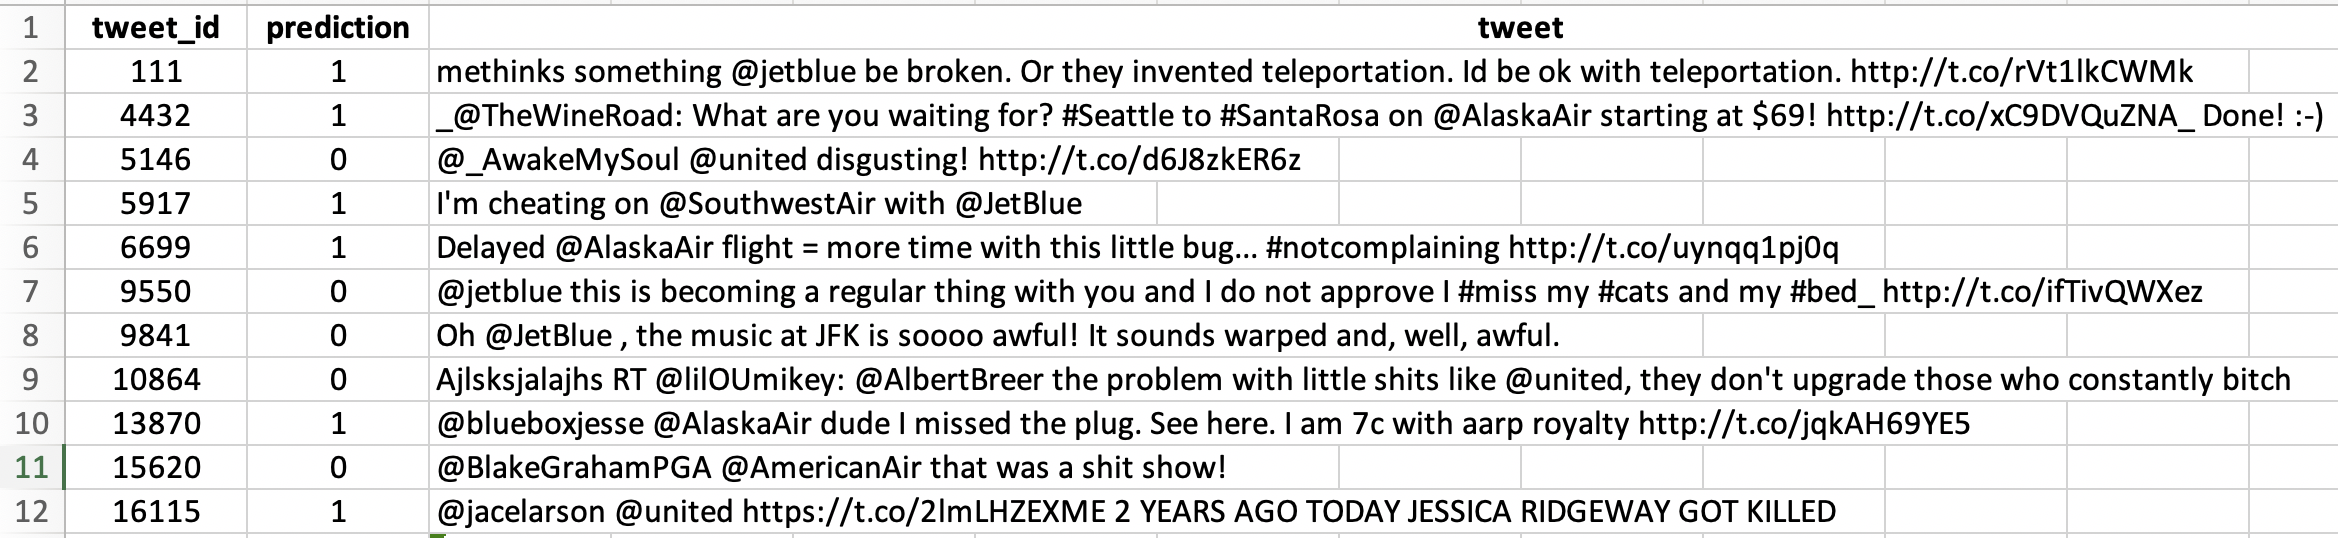 1 tweet_id prediction tweet
2 111 1 methinks something @jetblue be broken. Or they invented teleportation. Id be ok with teleportation. http://t.co/rVt1lkCWMk
3 4432 1 _@TheWineRoad: What are you waiting for? #Seattle to #SantaRosa on @AlaskaAir starting at $69! http://t.co/xC9DVQuZNA_ Done! :-)
4 5146 0 @_AwakeMySoul @united disgusting! http://t.co/d6J8zkER6z
5 5917 1 I'm cheating on @SouthwestAir with @JetBlue
6 6699 1 Delayed @AlaskaAir flight = more time with this little bug... #notcomplaining http://t.co/uynqq1pj0q
7 9550 0 @jetblue this is becoming a regular thing with you and I do not approve I #miss my #cats and my #bed_ http://t.co/ifTivQWXez
8 9841 0 Oh @JetBlue , the music at JFK is soooo awful! It sounds warped and, well, awful.
9 10864 0 Ajlsksjalajhs RT @lilOUmikey: @AlbertBreer the problem with little shits like @united, they don't upgrade those who constantly bitch
10 13870 1 @blueboxjesse @AlaskaAir dude I missed the plug. See here. I am 7c with aarp royalty http://t.co/jqkAH69YE5
11 15620 0 @BlakeGrahamPGA @AmericanAir that was a shit show!
12 16115 1 @jacelarson @united https://t.co/2lmLHZEXME 2 YEARS AGO TODAY JESSICA RIDGEWAY GOT KILLED